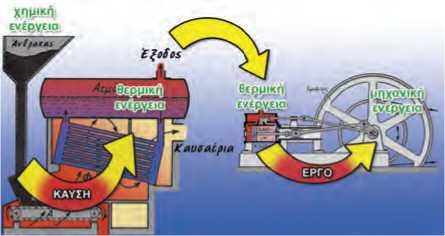 χημική
ενέργεια
Άνθρακας
Έξοδος
θερμική
ενέργεια
Καυσαέρια
ΚΑΥΣΗ
θερμική
ενέργεια
μηχανική
ενέργεια
ΕΡΓΟ